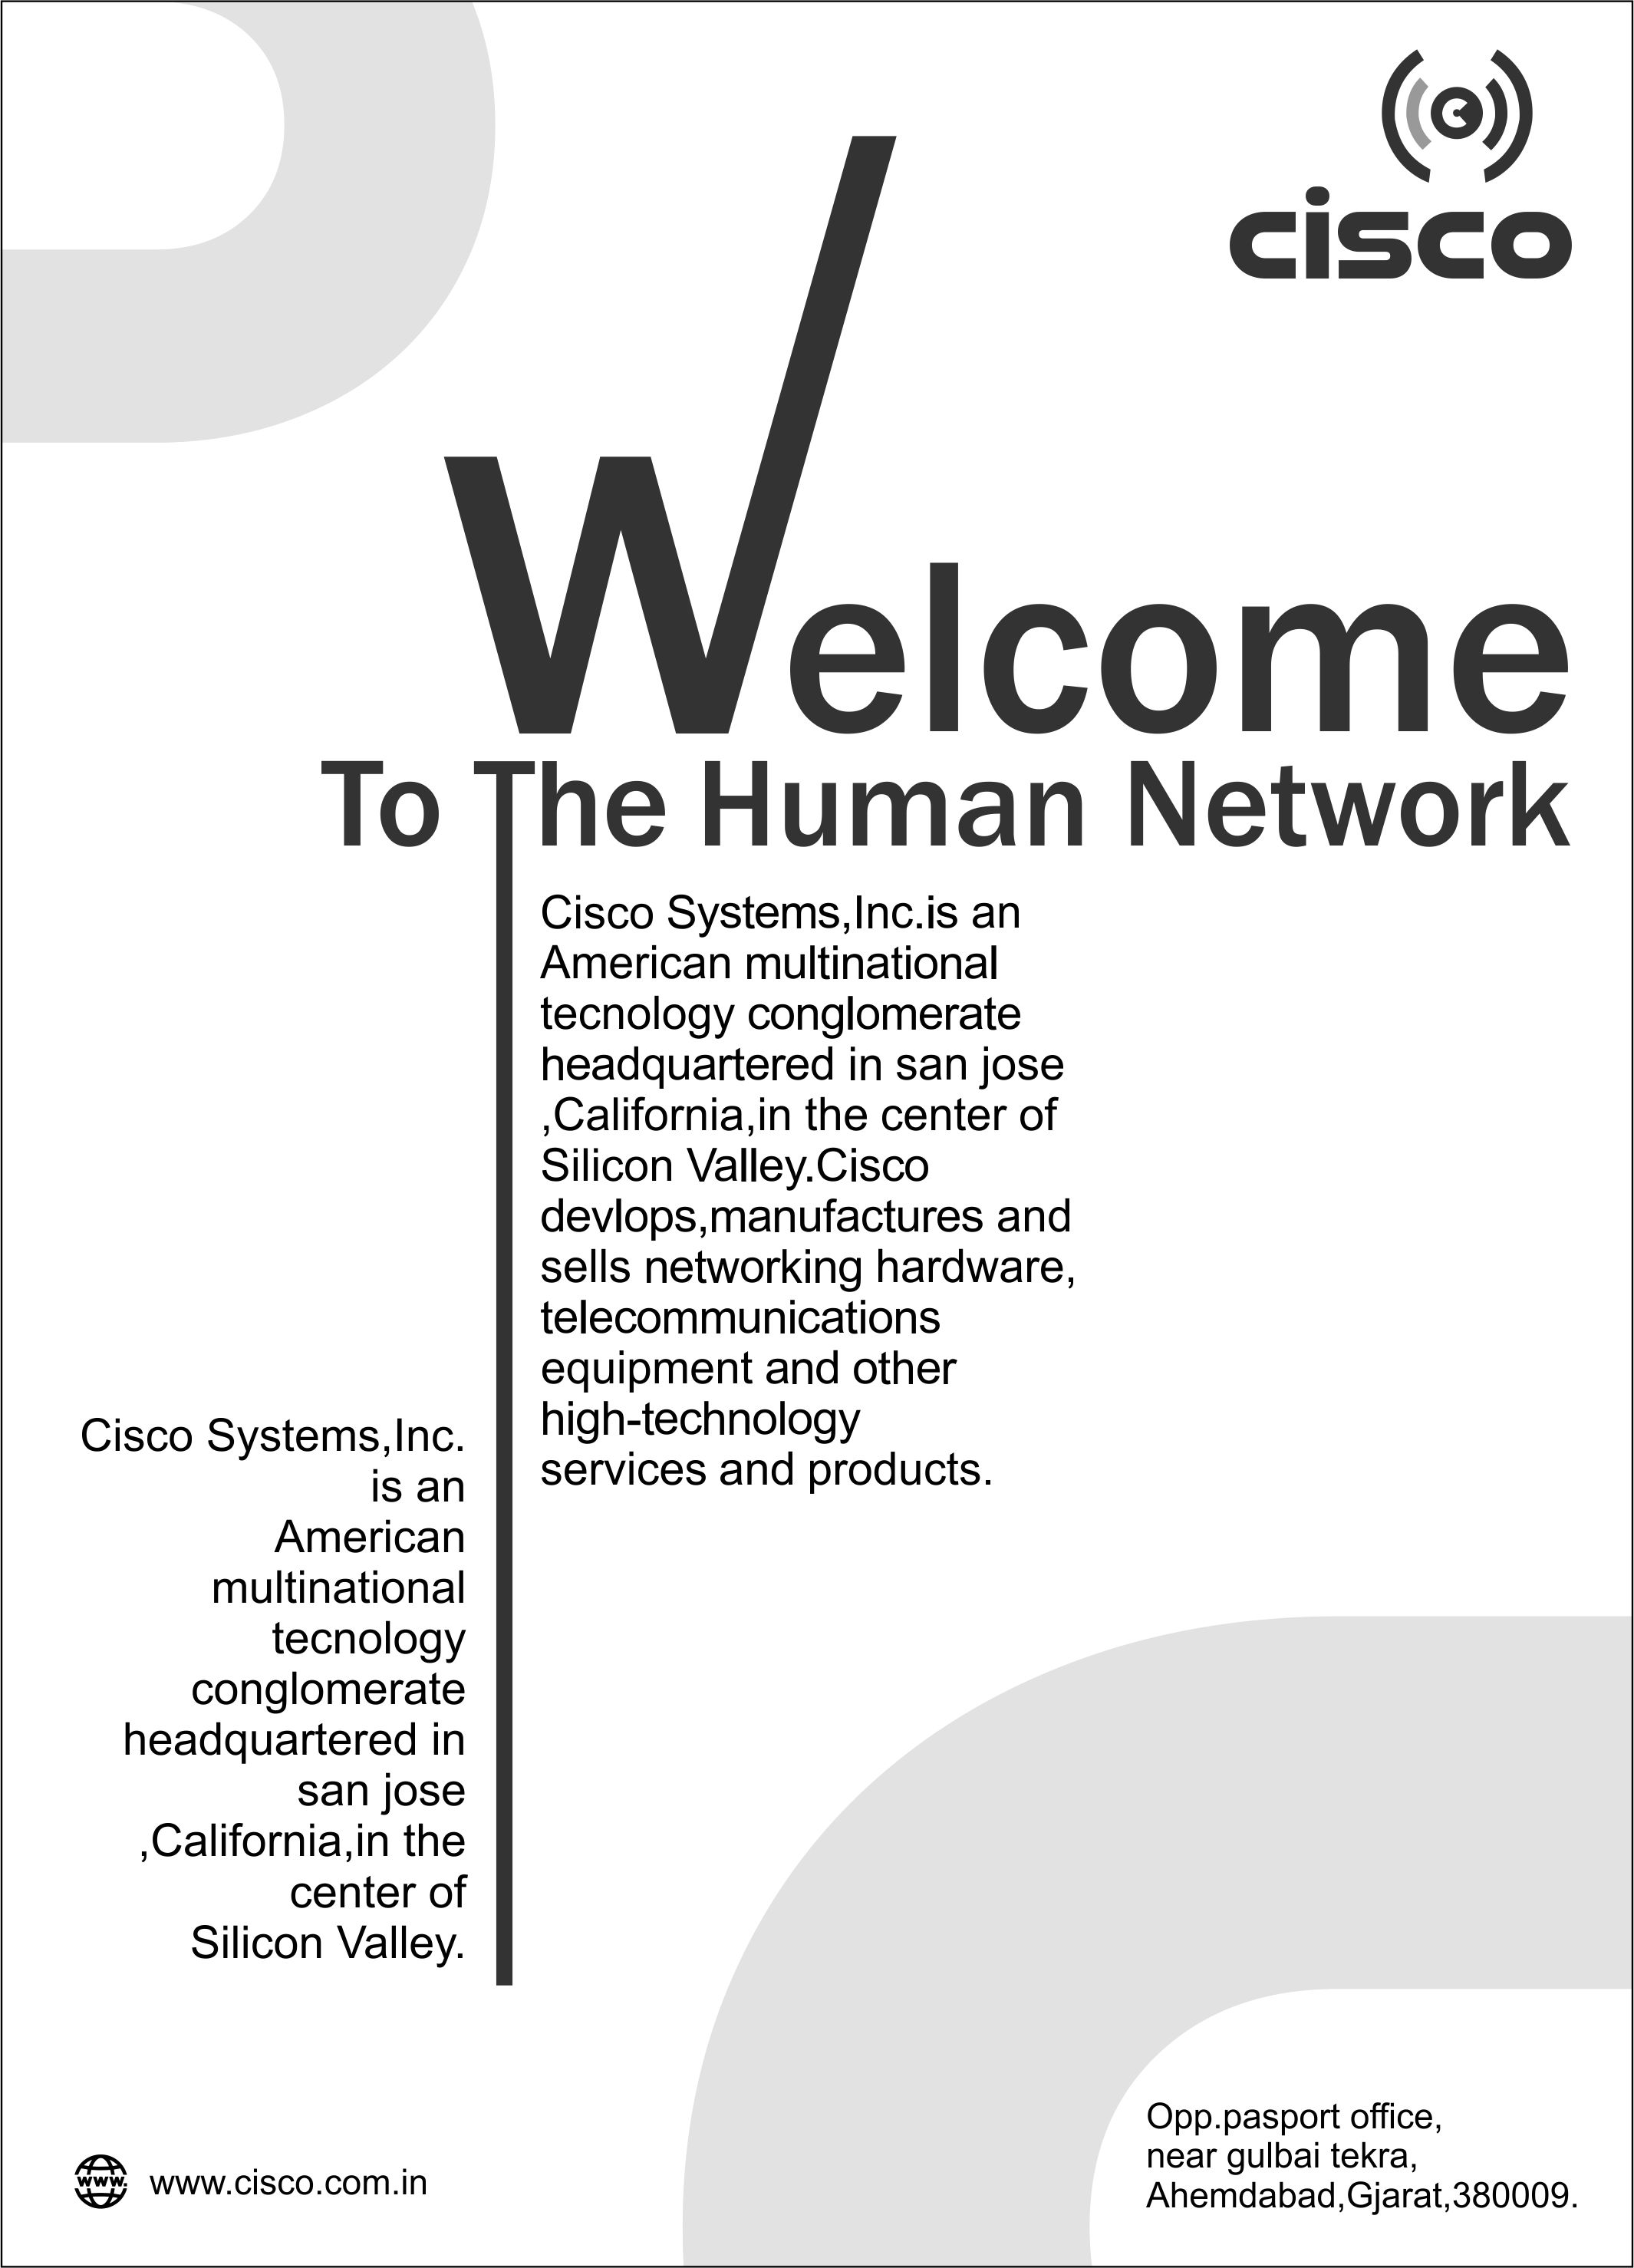 cisco
Welcome
To The Human Network
Cisco Systems,Inc.is an
American multinational
tecnology conglomerate
headquartered in san jose
,California,in the center of
Silicon Valley.Cisco
devlops,manufactures and
sells networking hardware,
telecommunications
equipment and other
high-technology
services and products.
Cisco Systems,Inc.
is an
American
multinational
tecnology
conglomerate
headquartered in
san jose
,California,in the
center of
Silicon Valley.
www.
www.cisco.com.in
Opp.pasport office,
near gulbai tekra,
Ahemdabad,Gjarat,380009.